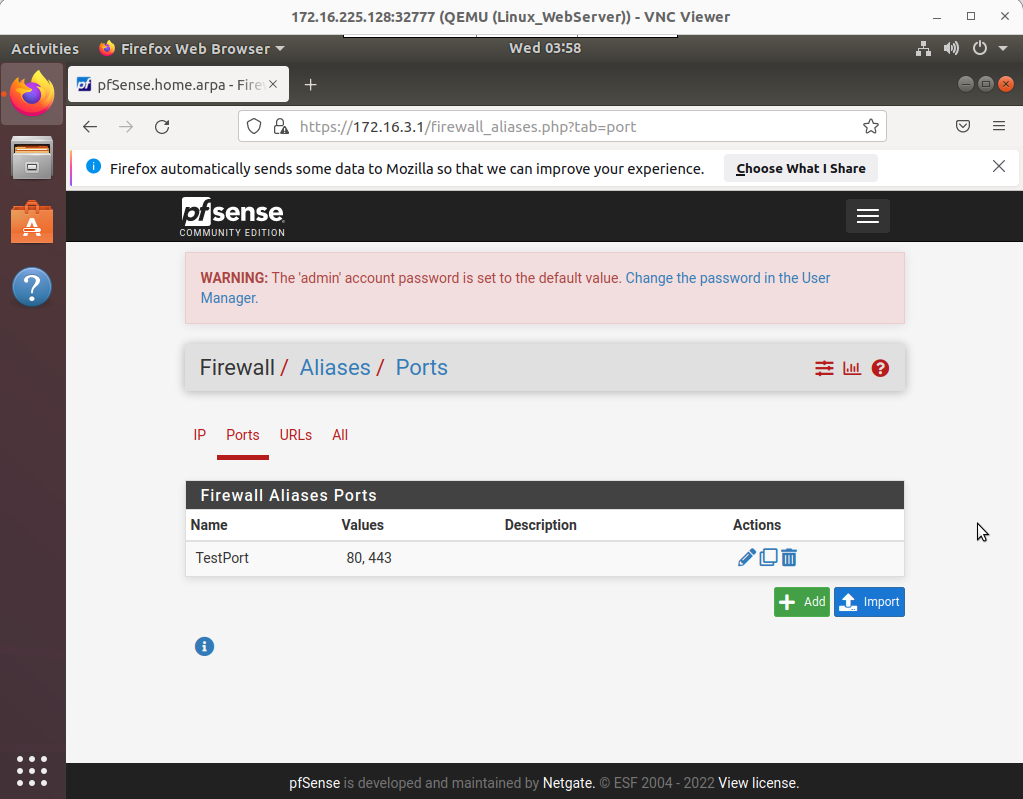 172.16.225.128:32777 (QEMU (Linux_WebServer)) - VNC Viewer
Activities Firefox Web Browser Wed 03:58
pfSense.home.arpa - Fire
https://172.16.3.1/firewall_aliases.php?tab=port
Firefox automatically sends some data to Mozilla so that we can improve your experience. Choose What I Share
pfsense
COMMUNITY EDITION
WARNING: The 'admin' account password is set to the default value. Change the password in the User
Manager.
Firewall / Aliases / Ports
IP Ports URLs All
Firewall Aliases Ports
Name Values Description Actions
TestPort 80, 443
Add Import
pfSense is developed and maintained by Netgate. © ESF 2004 - 2022 View license.